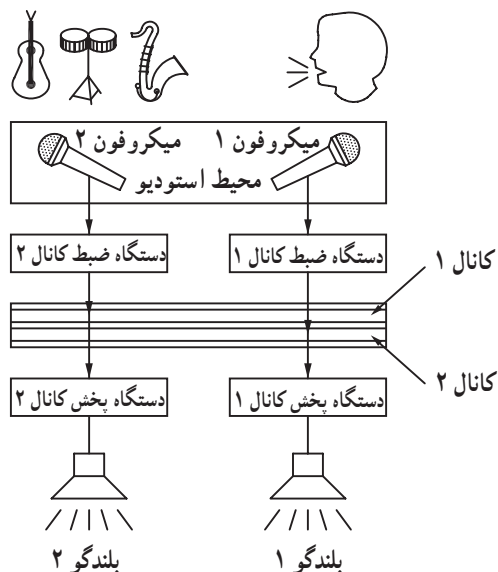 میکروفون ۱
میکروفون ۲
محیط استودیو
دستگاه ضبط کانال ۱
دستگاه ضبط کانال ۲
کانال ۱
کانال ۲
دستگاه پخش کانال ۱
دستگاه پخش کانال ۲
بلندگو ۱
بلندگو ۲